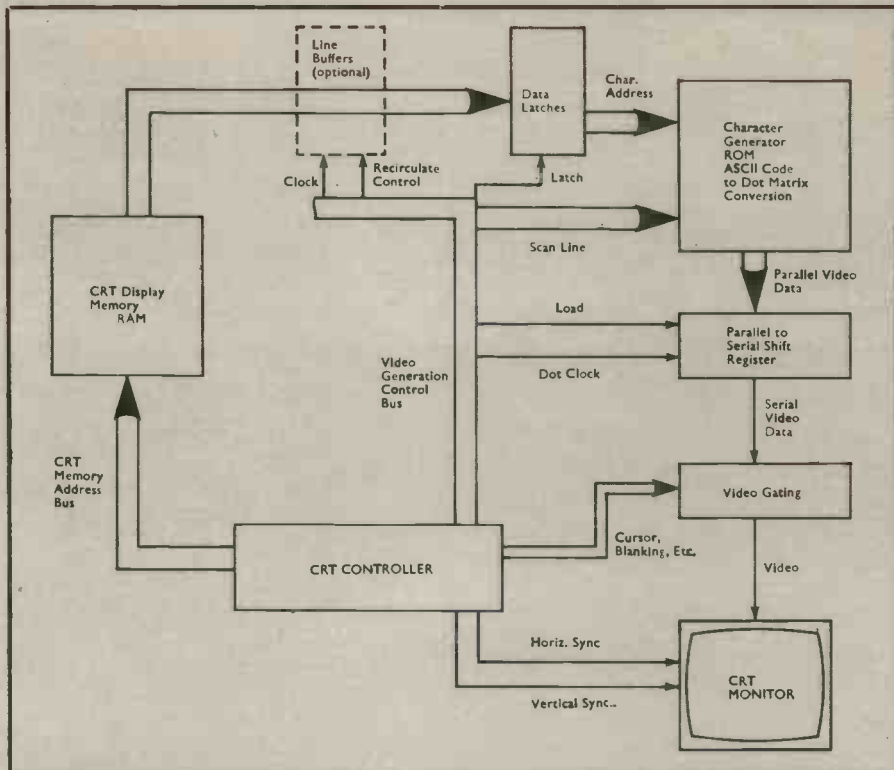 Line
Buffers
(optional)
Data
Latches
Char.
Address
Character
Generator
ROM
ASCII Code
to Dot Matrix
Conversion
Clock
Recirculate
Control
Latch
Scan Line
Parallel Video
Data
CRT Display
Memory
RAM
Load
Parallel to
Serial Shift
Register
Video
Generation
Control
Bus
Dot Clock
Serial
Video
Data
CRT
Memory
Address
Bus
Video Gating
CRT CONTROLLER
Cursor,
Blanking, Etc.
Video
Horiz. Sync
CRT
MONITOR
Vertical Sync..